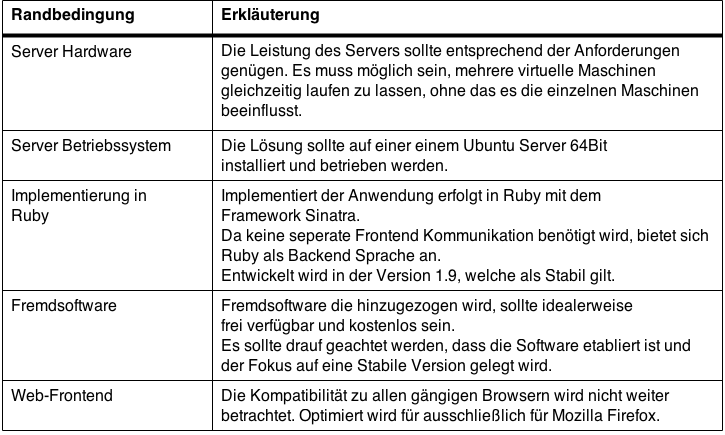 Randbedingung Erkläuterung
Server Hardware Die Leistung des Servers sollte entsprechend der Anforderungen
genügen. Es muss möglich sein, mehrere virtuelle Maschinen
gleichzeitig laufen zu lassen, ohne das es die einzelnen Maschinen
beeinflusst.
Server Betriebssystem Die Lösung sollte auf einer einem Ubuntu Server 64Bit
installiert und betrieben werden.
Implementierung in Implementiert der Anwendung erfolgt in Ruby mit dem
Ruby Framework Sinatra.
Da keine seperate Frontend Kommunikation benötigt wird, bietet sich
Ruby als Backend Sprache an.
Entwickelt wird in der Version 1.9, welche als Stabil gilt.
Fremdsoftware Fremdsoftware die hinzugezogen wird, sollte idealerweise
frei verfügbar und kostenlos sein.
Es sollte drauf geachtet werden, dass die Software etabliert ist und
der Fokus auf eine Stabile Version gelegt wird.
Web-Frontend Die Kompatibilität zu allen gängigen Browsern wird nicht weiter
betrachtet. Optimiert wird für ausschließlich für Mozilla Firefox.